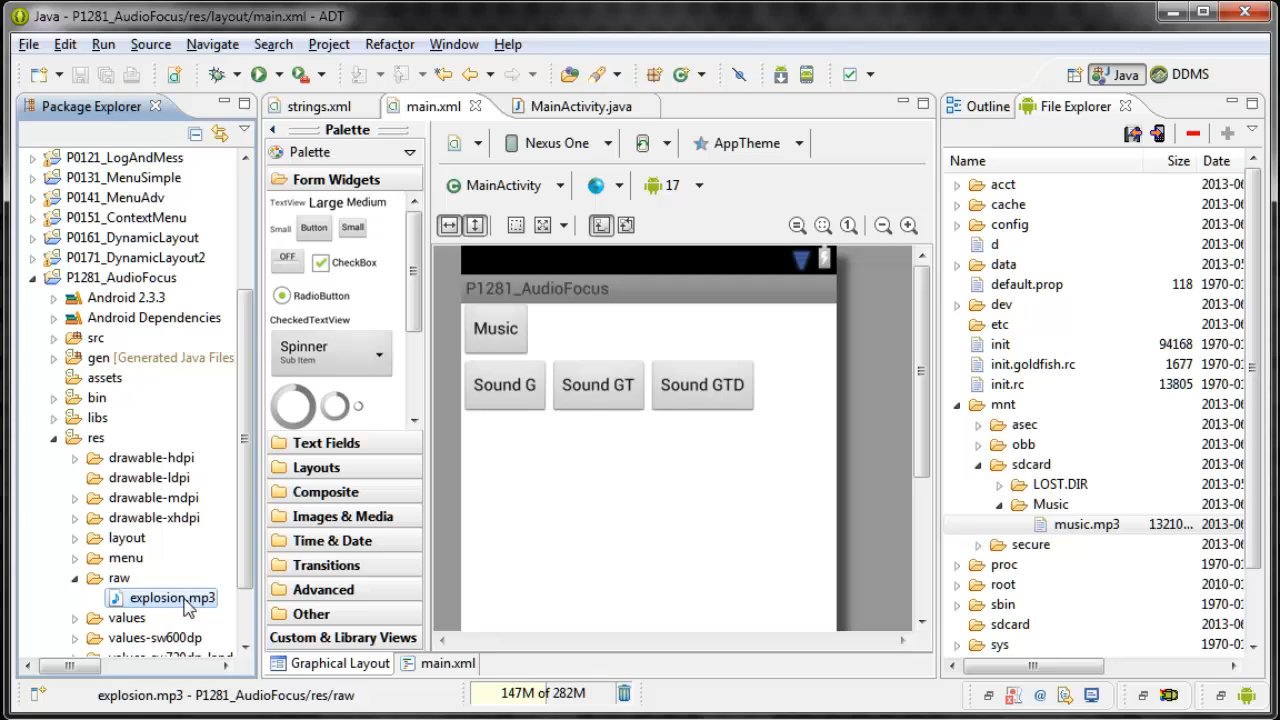 Java - P1281_AudioFocus/res/layout/main.xml - ADT
File Edit Run Source Navigate Search Project Refactor Window Help
Java DDMS
Package Explorer
P0121_LogAndMess
P0131_MenuSimple
P0141_MenuAdv
P0151_ContextMenu
P0161_DynamicLayout
P0171_DynamicLayout2
P1281_AudioFocus
Android 2.3.3
Android Dependencies
src
gen [Generated Java Files
assets
bin
libs
res
drawable-hdpi
drawable-ldpi
drawable-mdpi
drawable-xhdpi
layout
menu
raw
explosion.mp3
values
values-sw600dp
strings.xml main.xml MainActivity.java
Palette
Palette
Form Widgets
TextView Large Medium
Small Button Small
OFF CheckBox
RadioButton
CheckedTextView
Spinner
Sub Item
Text Fields
Layouts
Composite
Images & Media
Time & Date
Transitions
Advanced
Other
Custom & Library Views
Nexus One AppTheme
MainActivity 17
P1281_AudioFocus
Music
Sound G Sound GT Sound GTD
Graphical Layout main.xml
Outline File Explorer
Name Size Date
acct 2013-06
cache 2013-06
config 2013-06
d 2013-06
data 2013-05
default.prop 118 1970-01
dev 2013-06
etc 2013-06
init 94168 1970-01
init.goldfish.rc 1677 1970-01
init.rc 13805 1970-01
mnt 2013-06
asec 2013-06
obb 2013-06
sdcard 2013-06
LOST.DIR 2013-05
Music 2013-06
music.mp3 13210... 2013-06
secure 2013-06
proc 1970-01
root 2010-01
sbin 1970-01
sdcard 2013-06
sys 1970-01
explosion.mp3 - P1281_AudioFocus/res/raw
147M of 282M